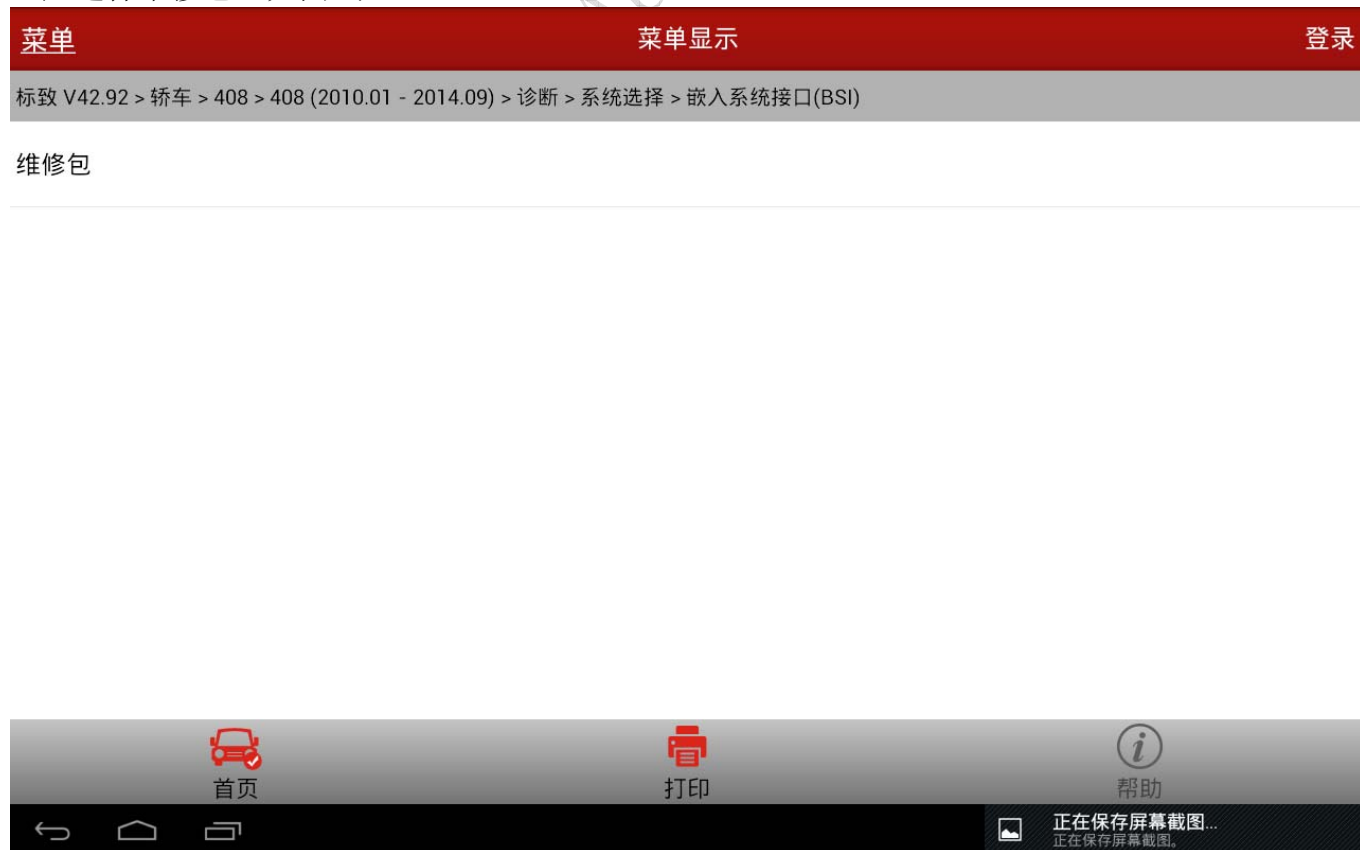 菜单
菜单显示
登录
标致 V42.92 > 轿车 > 408 > 408 (2010.01 - 2014.09) > 诊断 > 系统选择 > 嵌入系统接口(BSI)
维修包
首页
打印
帮助
正在保存屏幕截图...
正在保存屏幕截图。